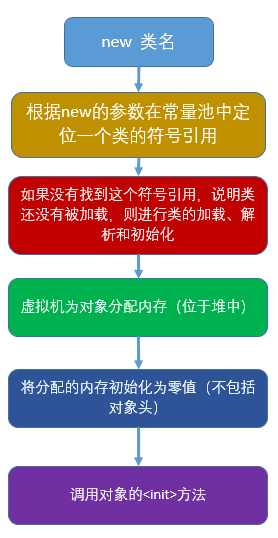 new 类名
根据new的参数在常量池中定
位一个类的符号引用
如果没有找到这个符号引用，说明类
还没有被加载，则进行类的加载、解
析和初始化
虚拟机为对象分配内存（位于堆中）
将分配的内存初始化为零值（不包括
对象头）
调用对象的<init>方法